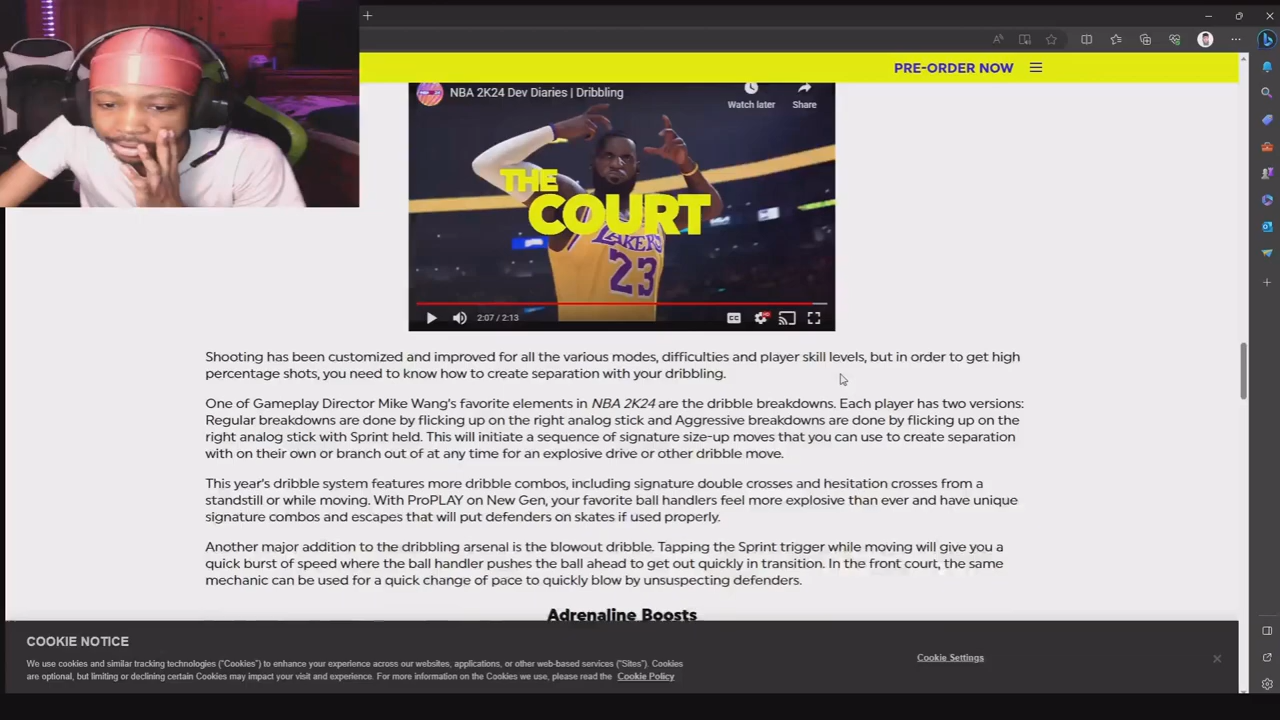 PRE-ORDER NOW
NBA 2K24 Dev Diaries | Dribbling
Watch later
Share
THE
COURT
LAKERS
23
2:07 / 2:13
CC
HD
Shooting has been customized and improved for all the various modes, difficulties and player skill levels, but in order to get high
percentage shots, you need to know how to create separation with your dribbling.
One of Gameplay Director Mike Wang's favorite elements in NBA 2K24 are the dribble breakdowns. Each player has two versions:
Regular breakdowns are done by flicking up on the right analog stick and Aggressive breakdowns are done by flicking up on the
right analog stick with Sprint held. This will initiate a sequence of signature size-up moves that you can use to create separation
with on their own or branch out of at any time for an explosive drive or other dribble move.
This year's dribble system features more dribble combos, including signature double crosses and hesitation crosses from a
standstill or while moving. With ProPLAY on New Gen, your favorite ball handlers feel more explosive than ever and have unique
signature combos and escapes that will put defenders on skates if used properly.
Another major addition to the dribbling arsenal is the blowout dribble. Tapping the Sprint trigger while moving will give you a
quick burst of speed where the ball handler pushes the ball ahead to get out quickly in transition. In the front court, the same
mechanic can be used for a quick change of pace to quickly blow by unsuspecting defenders.
Adrenaline Boosts
COOKIE NOTICE
We use cookies and similar tracking technologies ("Cookies") to enhance your experience across our websites, applications, or other web-based services ("Sites"). Cookies
are optional, but limiting or declining certain Cookies may impact your visit and experience. For more information on the Cookies we use, please read the Cookie Policy
Cookie Settings